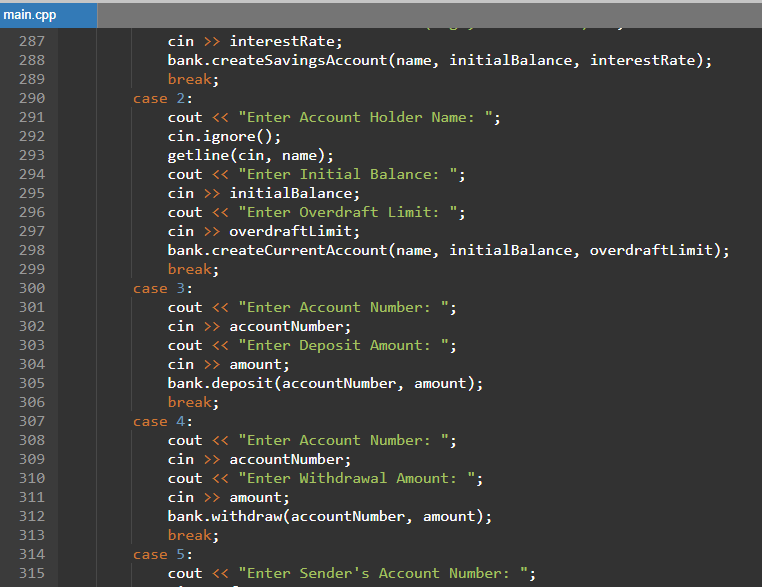 main.cpp
287 cin >> interestRate;
288 bank.createSavingsAccount(name, initialBalance, interestRate);
289 break;
290 case 2:
291 cout << "Enter Account Holder Name: ";
292 cin.ignore();
293 getline(cin, name);
294 cout << "Enter Initial Balance: ";
295 cin >> initialBalance;
296 cout << "Enter Overdraft Limit: ";
297 cin >> overdraftLimit;
298 bank.createCurrentAccount(name, initialBalance, overdraftLimit);
299 break;
300 case 3:
301 cout << "Enter Account Number: ";
302 cin >> accountNumber;
303 cout << "Enter Deposit Amount: ";
304 cin >> amount;
305 bank.deposit(accountNumber, amount);
306 break;
307 case 4:
308 cout << "Enter Account Number: ";
309 cin >> accountNumber;
310 cout << "Enter Withdrawal Amount: ";
311 cin >> amount;
312 bank.withdraw(accountNumber, amount);
313 break;
314 case 5:
315 cout << "Enter Sender's Account Number: ";